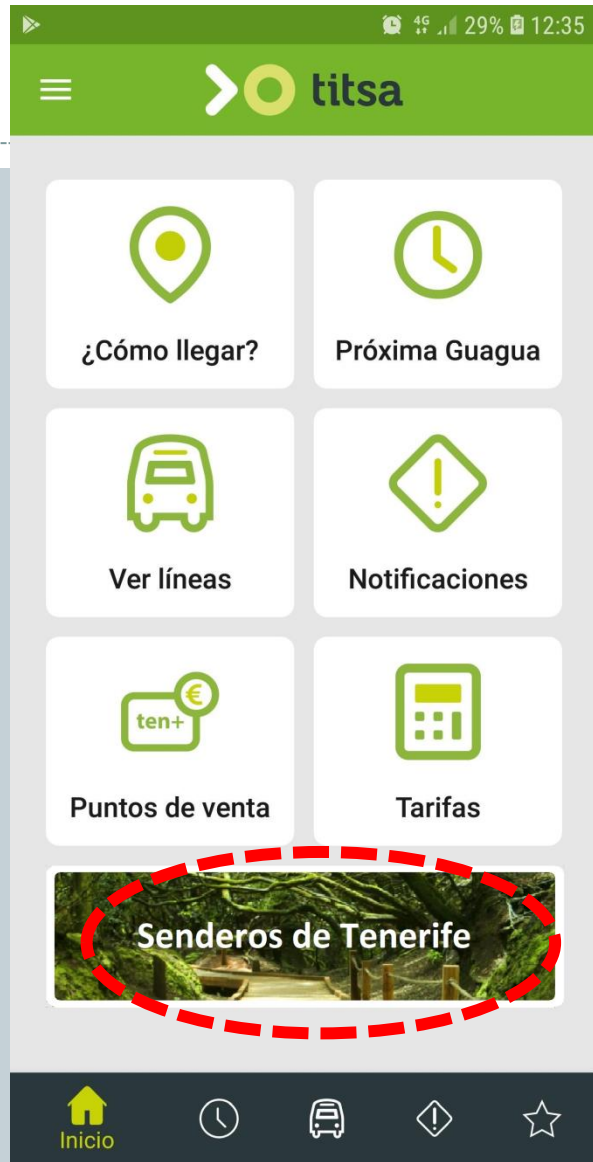 4G 29% 12:35
titsa
¿Cómo llegar?
Próxima Guagua
Ver líneas
Notificaciones
€
ten+
Puntos de venta
Tarifas
Senderos de Tenerife
Inicio